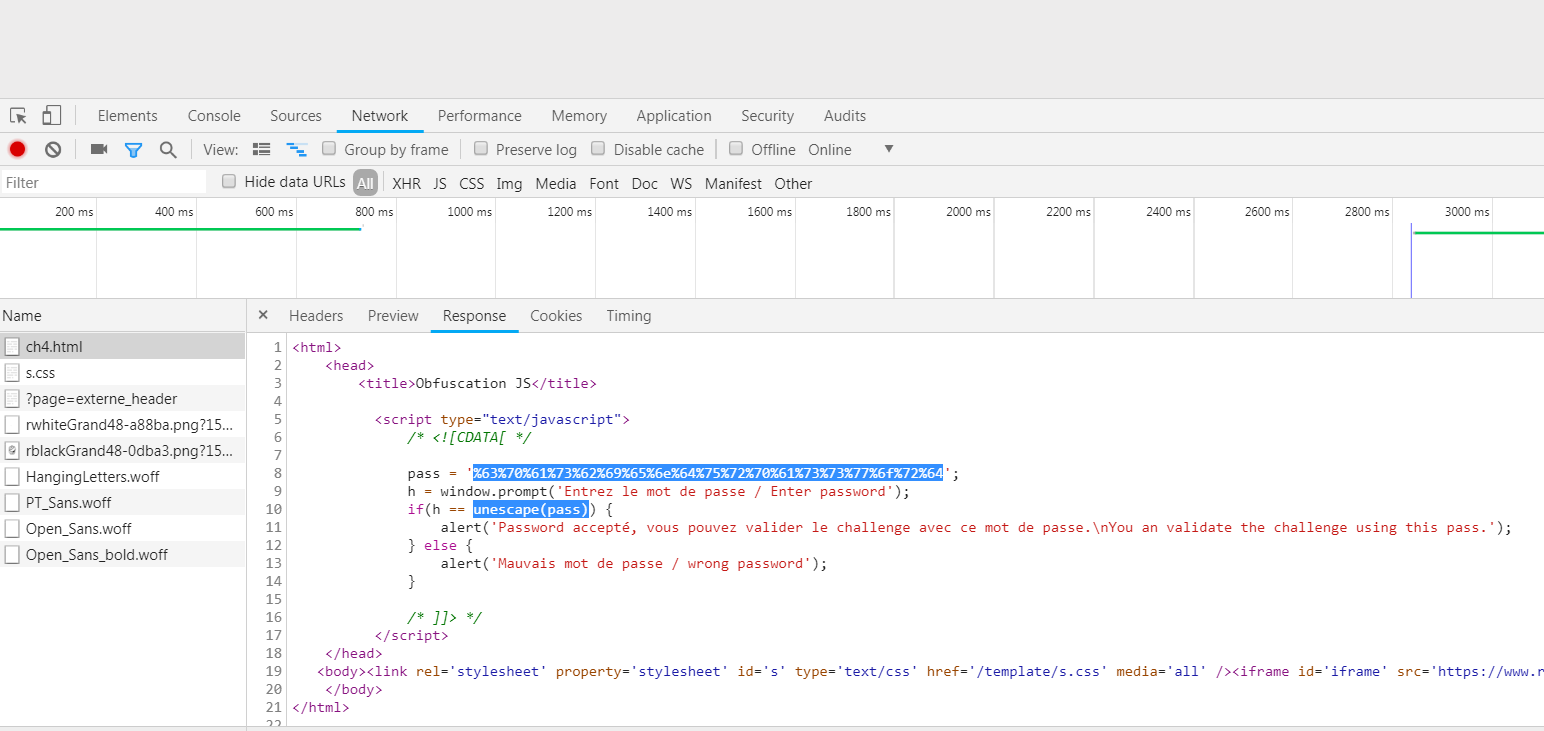 Elements Console Sources Network Performance Memory Application Security Audits
View: Group by frame Preserve log Disable cache Offline Online ▼
Filter Hide data URLs All XHR JS CSS Img Media Font Doc WS Manifest Other
200 ms 400 ms 600 ms 800 ms 1000 ms 1200 ms 1400 ms 1600 ms 1800 ms 2000 ms 2200 ms 2400 ms 2600 ms 2800 ms 3000 ms
Name
ch4.html
s.css
?page=externe_header
rwhiteGrand48-a88ba.png?15...
rblackGrand48-0dba3.png?15...
HangingLetters.woff
PT_Sans.woff
Open_Sans.woff
Open_Sans_bold.woff
× Headers Preview Response Cookies Timing
1 <html>
2 <head>
3 <title>Obfuscation JS</title>
4
5 <script type="text/javascript">
6 /* <![CDATA[ */
7
8 pass = '%63%70%61%73%62%69%65%6e%64%75%72%70%61%73%73%77%6f%72%64';
9 h = window.prompt('Entrez le mot de passe / Enter password');
10 if(h == unescape(pass)) {
11 alert('Password accepté, vous pouvez valider le challenge avec ce mot de passe.\nYou an validate the challenge using this pass.');
12 } else {
13 alert('Mauvais mot de passe / wrong password');
14 }
15
16 /* ]]> */
17 </script>
18 </head>
19 <body><link rel='stylesheet' property='stylesheet' id='s' type='text/css' href='/template/s.css' media='all' /><iframe id='iframe' src='https://www.r
20 </body>
21 </html>
22